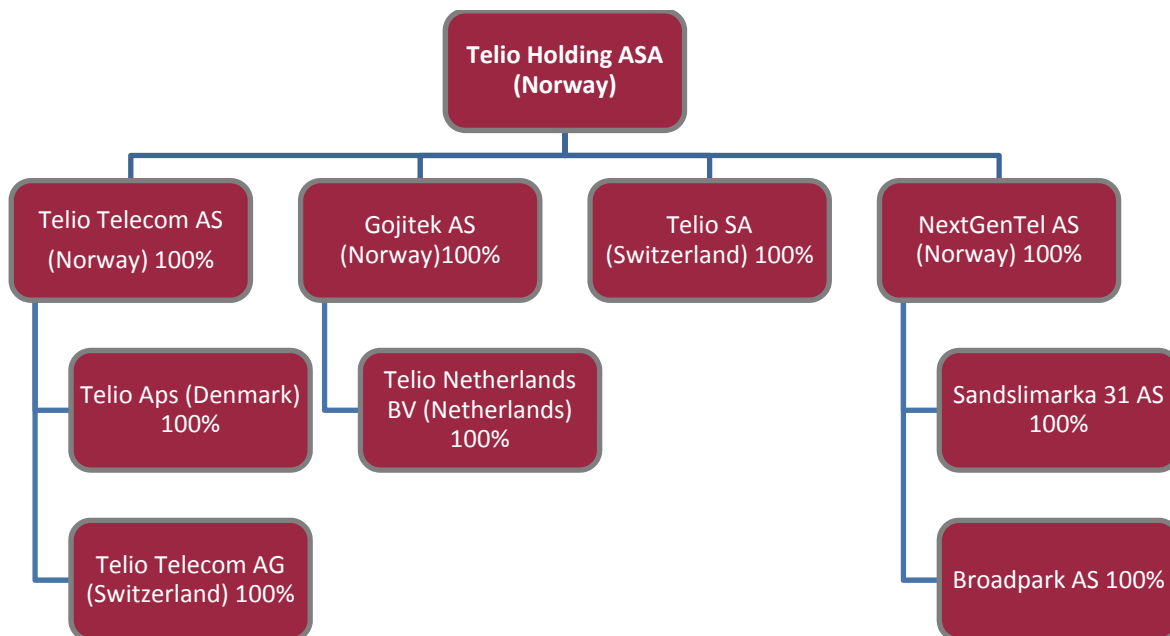 Telio Holding ASA
(Norway)
Telio Telecom AS
(Norway) 100%
Gojitek AS
(Norway)100%
Telio SA
(Switzerland) 100%
NextGenTel AS
(Norway) 100%
Telio Aps (Denmark)
100%
Telio Netherlands
BV (Netherlands)
100%
Sandslimarka 31 AS
100%
Telio Telecom AG
(Switzerland) 100%
Broadpark AS 100%